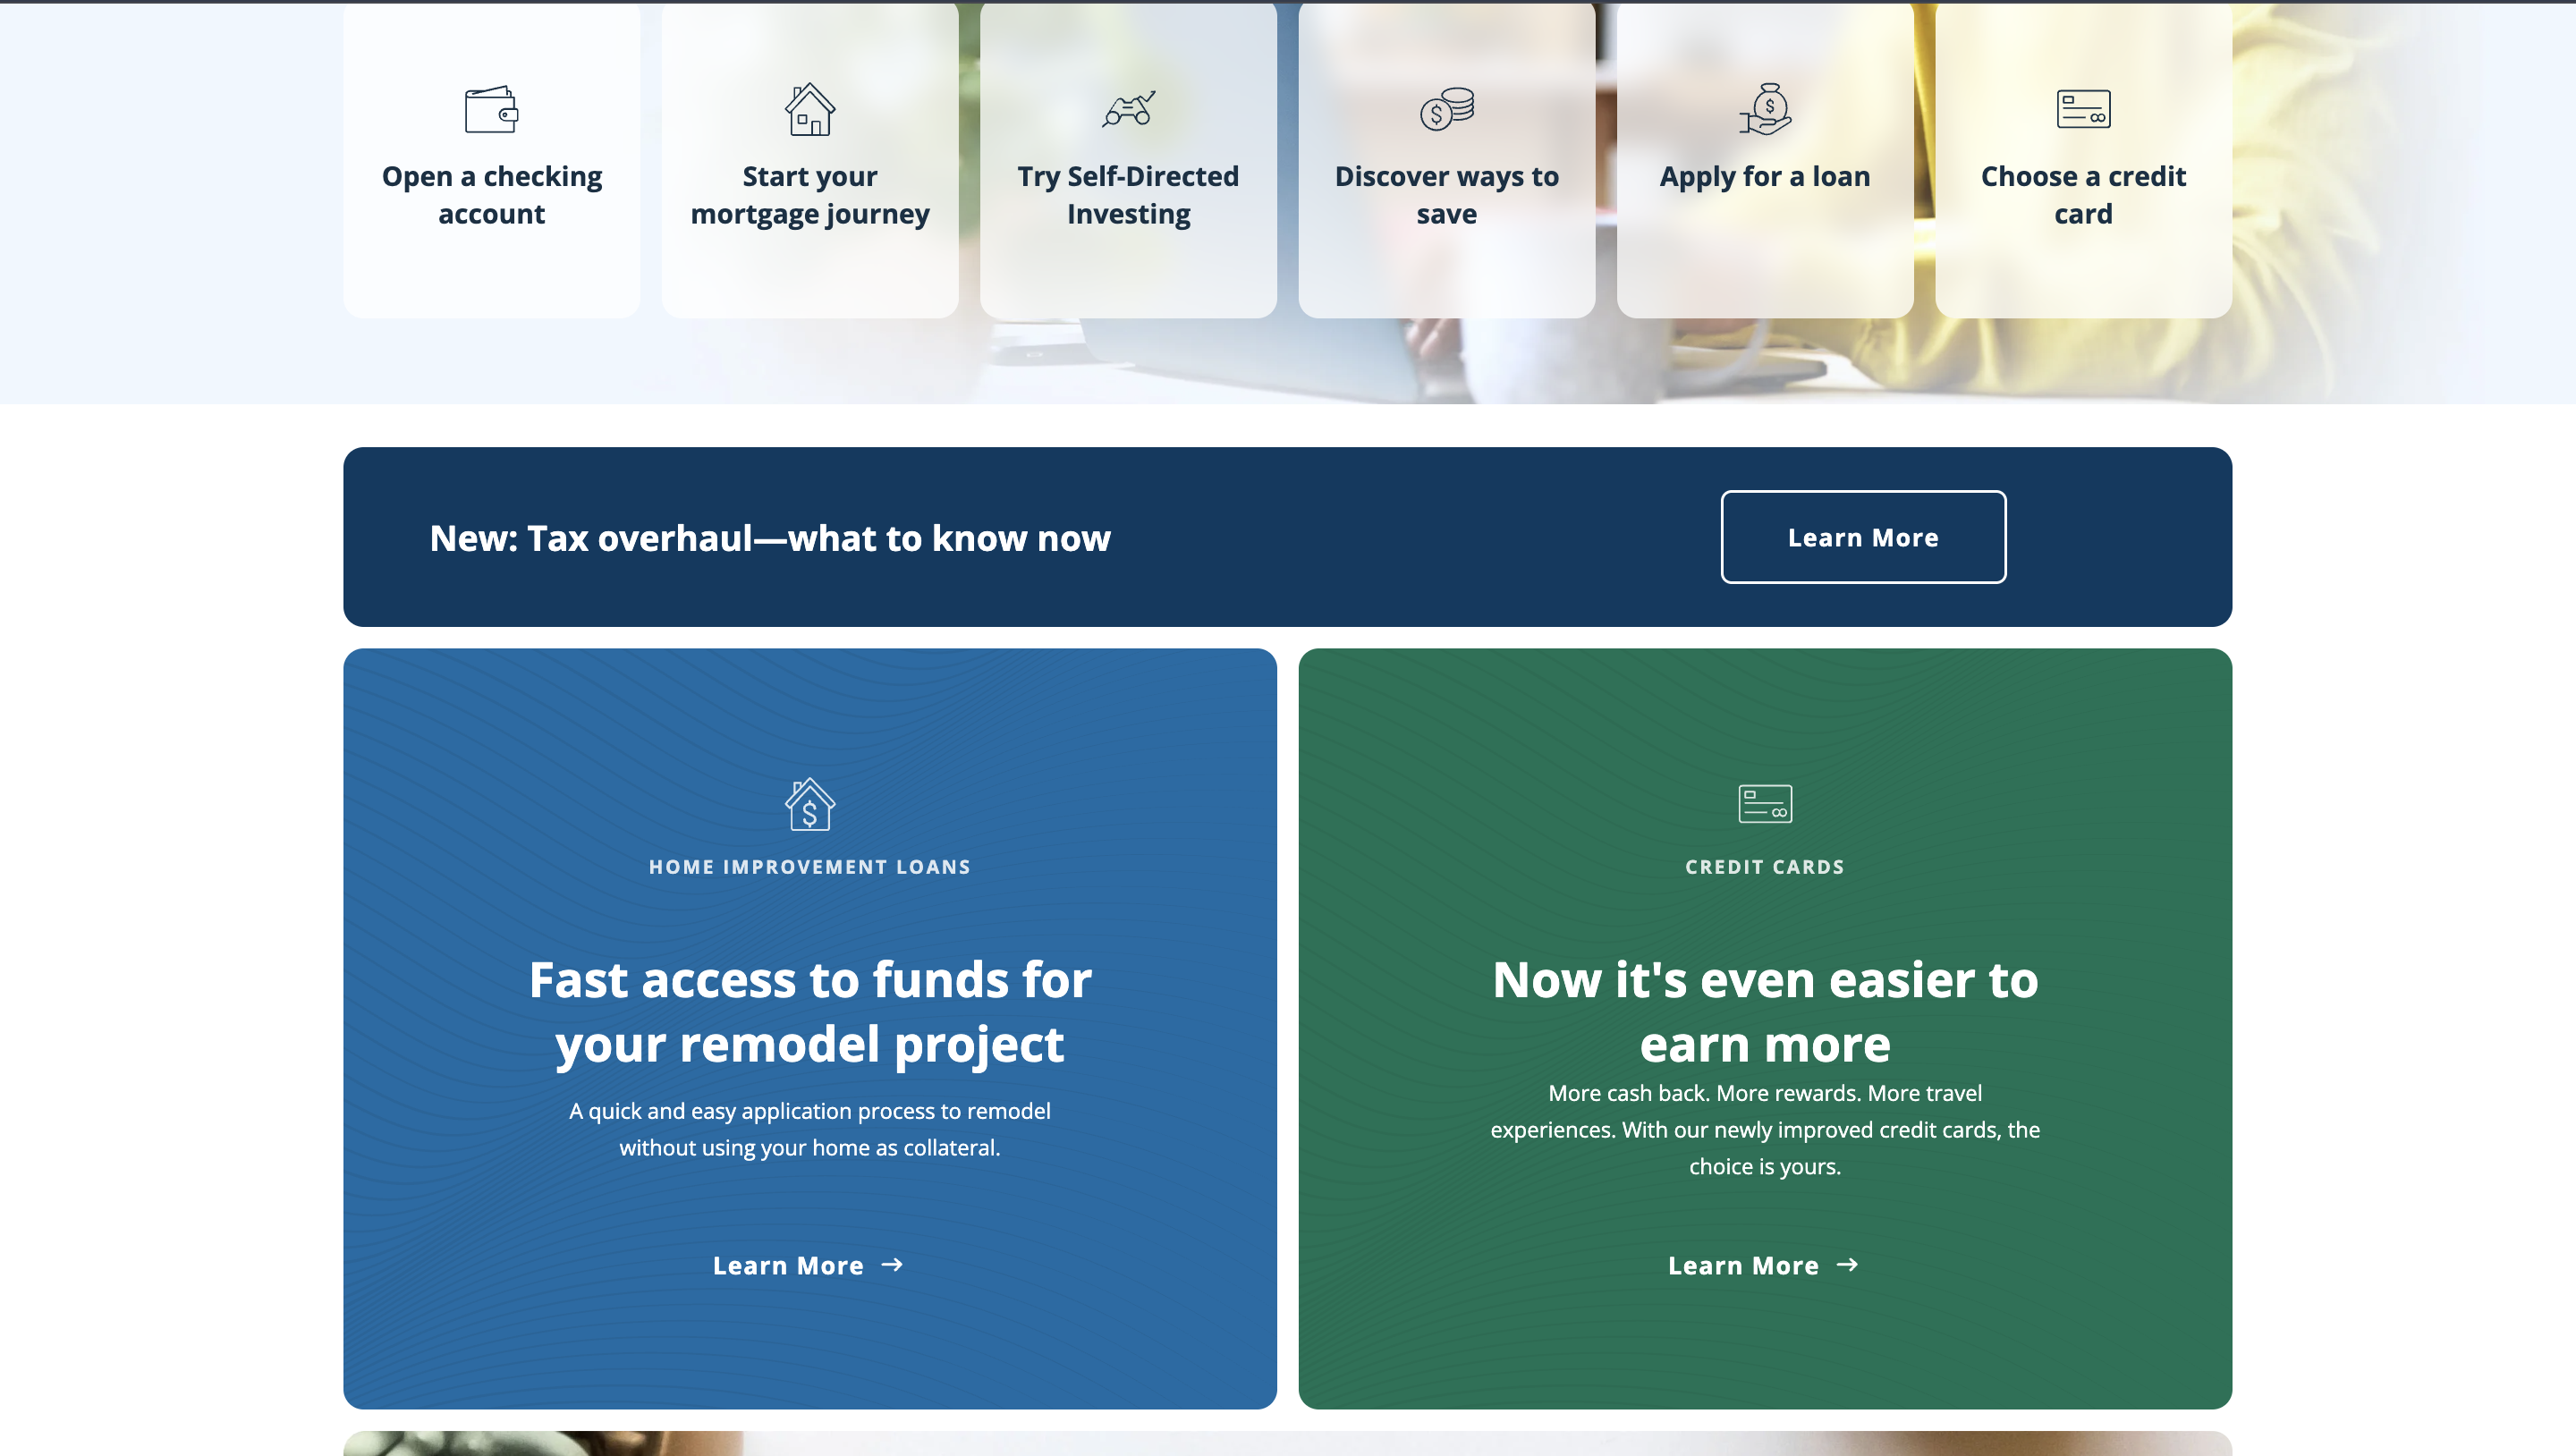 Open a checking
account
Start your
mortgage journey
Try Self-Directed
Investing
Discover ways to
save
Apply for a loan
Choose a credit
card
New: Tax overhaul—what to know now
Learn More
HOME IMPROVEMENT LOANS
Fast access to funds for
your remodel project
A quick and easy application process to remodel
without using your home as collateral.
Learn More →
CREDIT CARDS
Now it's even easier to
earn more
More cash back. More rewards. More travel
experiences. With our newly improved credit cards, the
choice is yours.
Learn More →